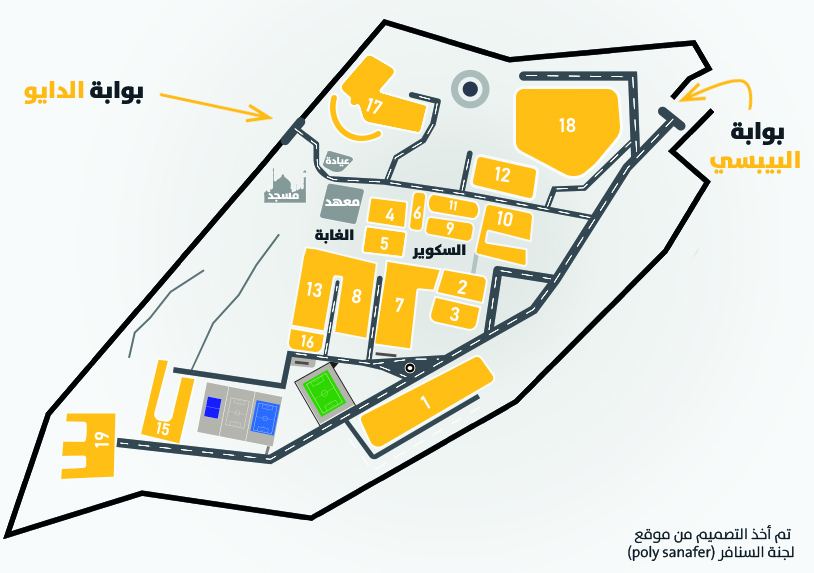 بوابة الدايو
17
18
بوابة
البيبسي
عيادة
12
مسجد
معهد
4
6
11
9
10
الغابة
5
السكوير
13
8
7
2
3
16
1
15
19
تم أخذ التصميم من موقع
لجنة السنافر (poly sanafer)